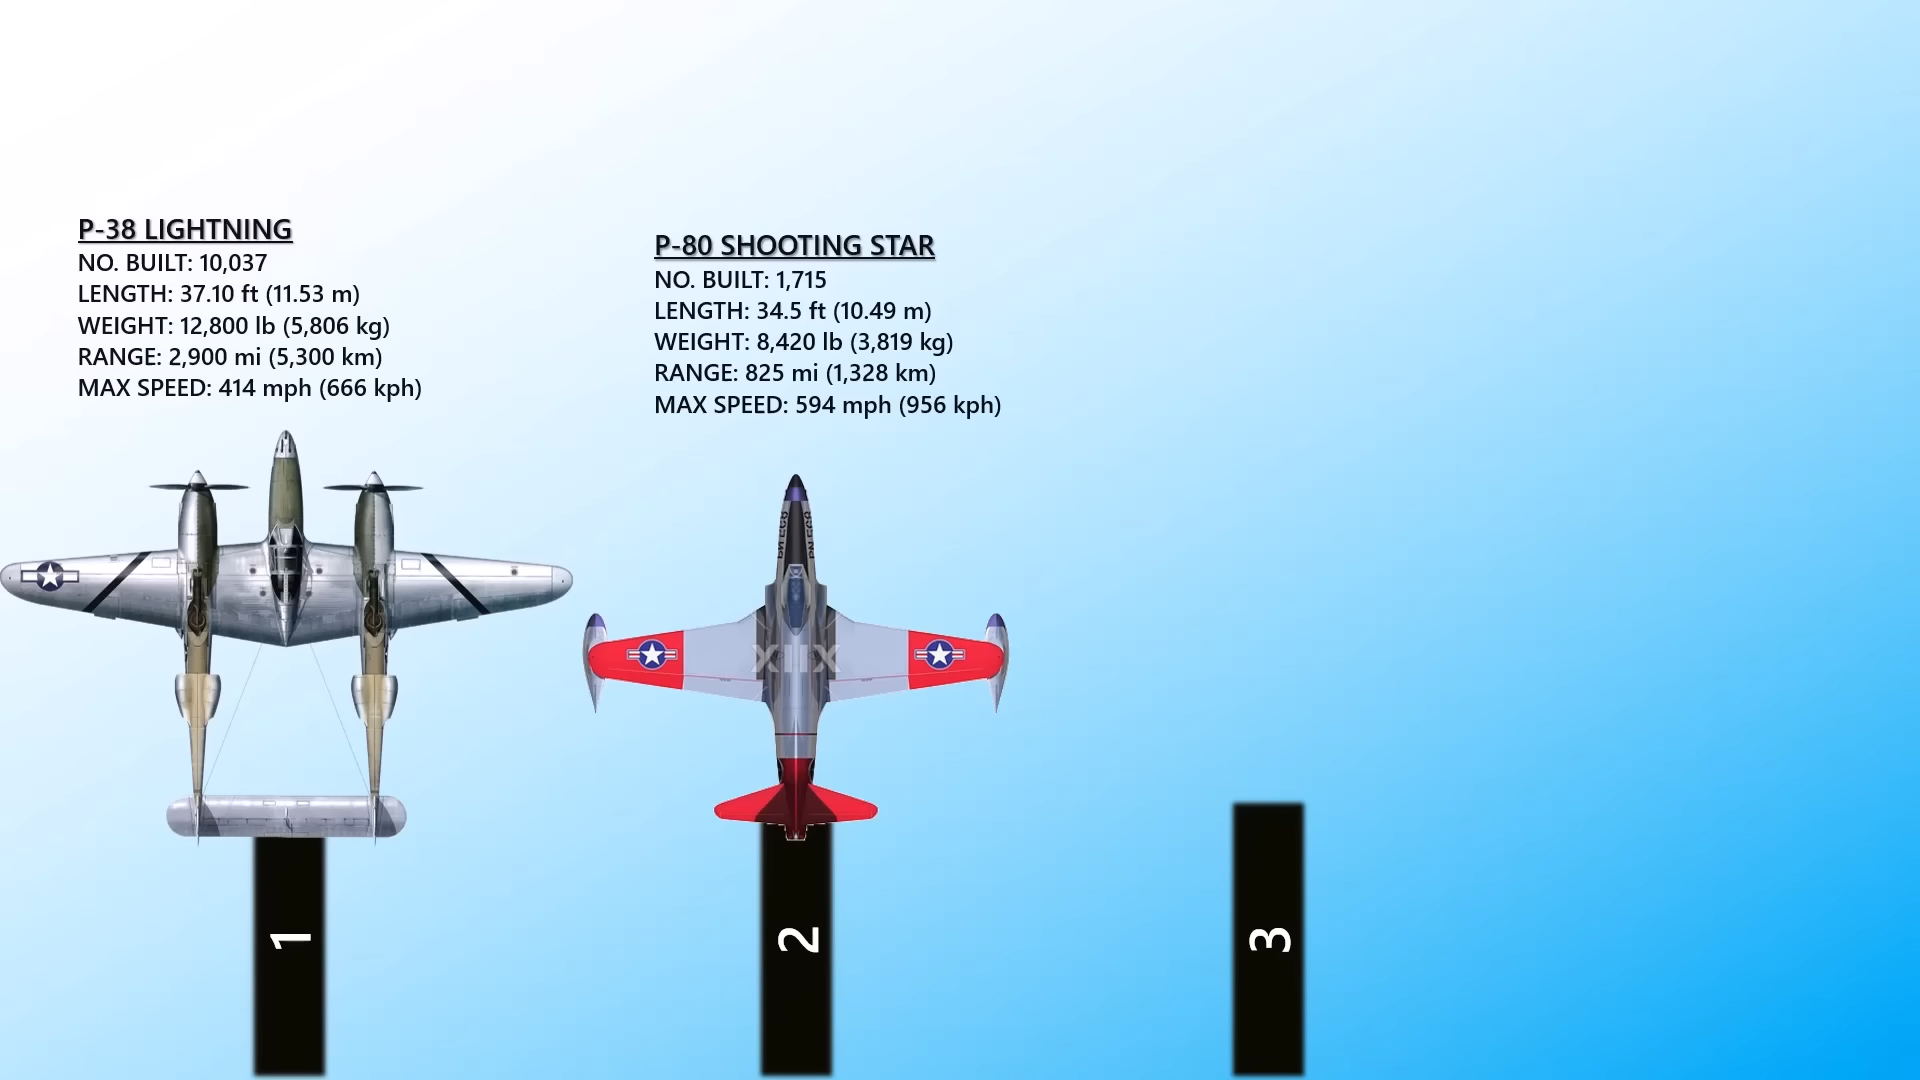 P-38 LIGHTNING
NO. BUILT: 10,037
LENGTH: 37.10 ft (11.53 m)
WEIGHT: 12,800 lb (5,806 kg)
RANGE: 2,900 mi (5,300 km)
MAX SPEED: 414 mph (666 kph)
P-80 SHOOTING STAR
NO. BUILT: 1,715
LENGTH: 34.5 ft (10.49 m)
WEIGHT: 8,420 lb (3,819 kg)
RANGE: 825 mi (1,328 km)
MAX SPEED: 594 mph (956 kph)
X X
1
2
3